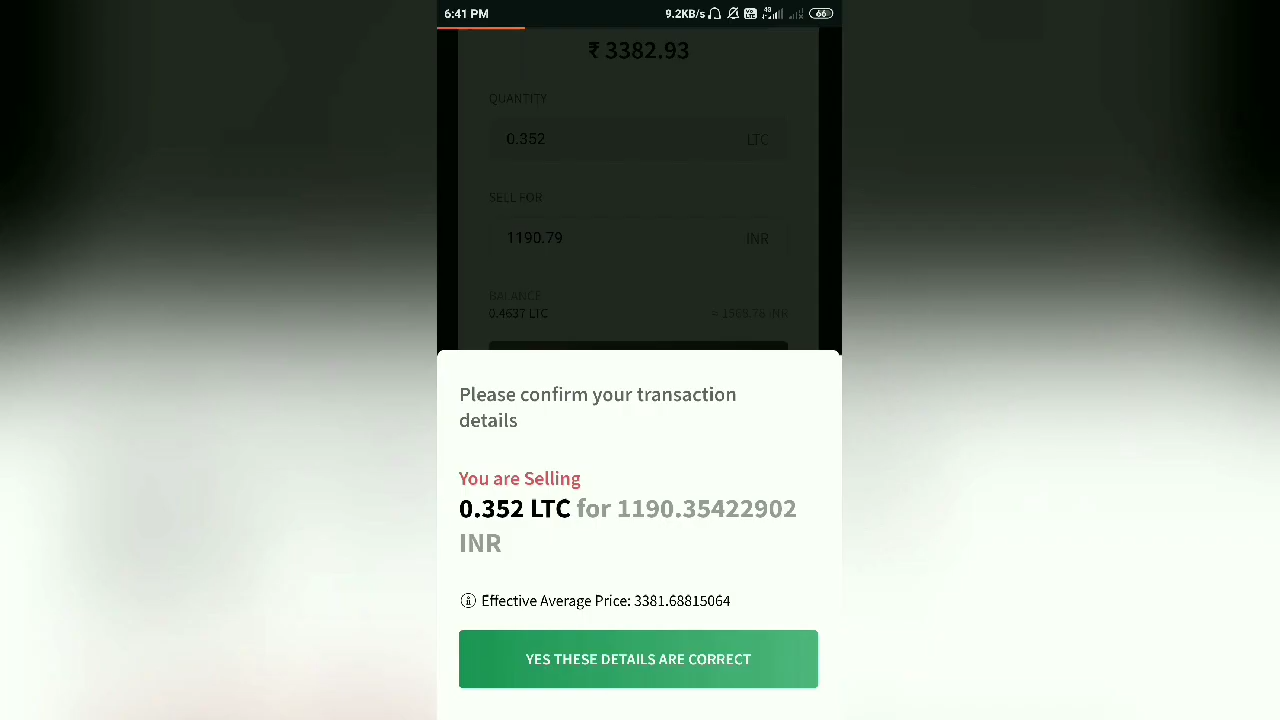 6:41 PM 9.2KB/s 4G 66
₹ 3382.93
QUANTITY
0.352 LTC
SELL FOR
1190.79 INR
BALANCE
0.4637 LTC INR
Please confirm your transaction
details
You are Selling
0.352 LTC for 1190.35422902
INR
Effective Average Price: 3381.68815064
YES THESE DETAILS ARE CORRECT